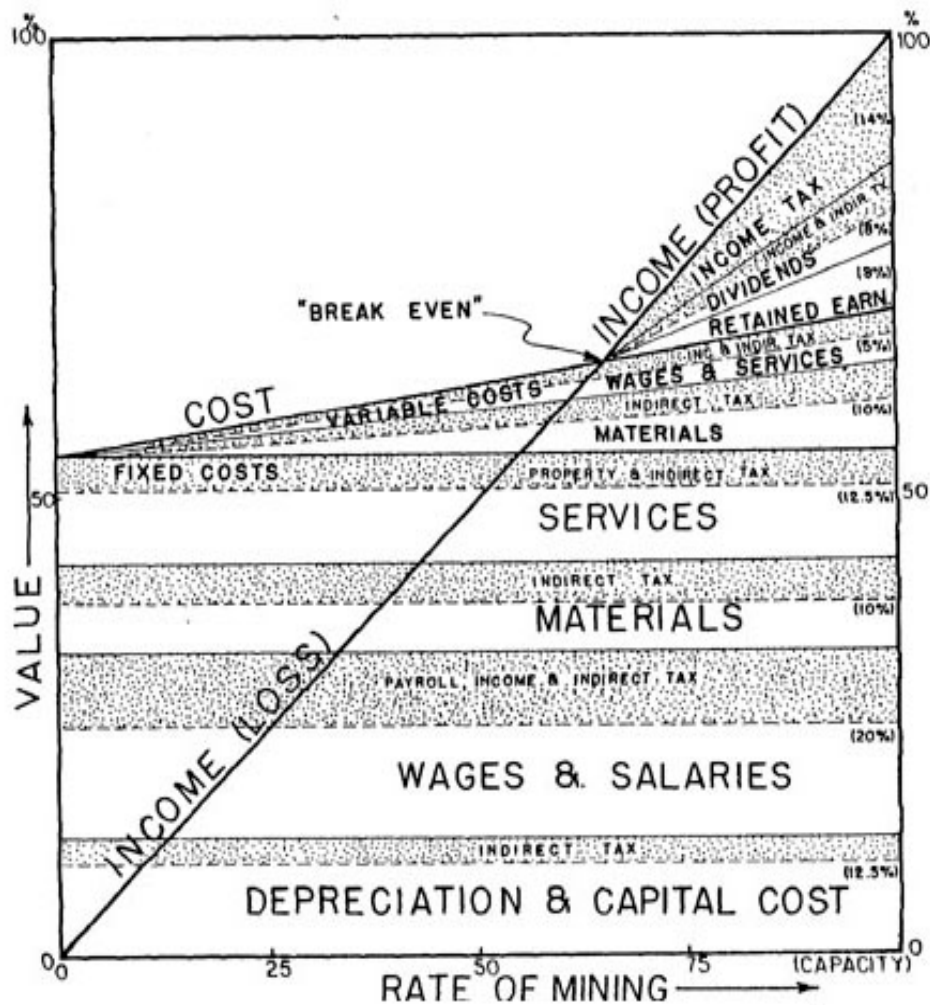 % %
100 100
(14%
INCOME (PROFIT)
INCOME TAX
INCOME & INDIR TX
(8%)
DIVIDENDS
"BREAK EVEN"
RETAINED EARN.
INC & INDIR TAX
(5%)
COST
VARIABLE COSTS
WAGES & SERVICES
INDIRECT TAX
(10%)
MATERIALS
FIXED COSTS
PROPERTY & INDIRECT TAX
50 50
(12.5%)
SERVICES
INDIRECT TAX
(10%)
MATERIALS
VALUE
PAYROLL, INCOME & INDIRECT TAX
(20%)
INCOME (LOSS)
WAGES & SALARIES
INDIRECT TAX
(12.5%)
DEPRECIATION & CAPITAL COST
0 0
0 25 50 75 (CAPACITY)
RATE OF MINING